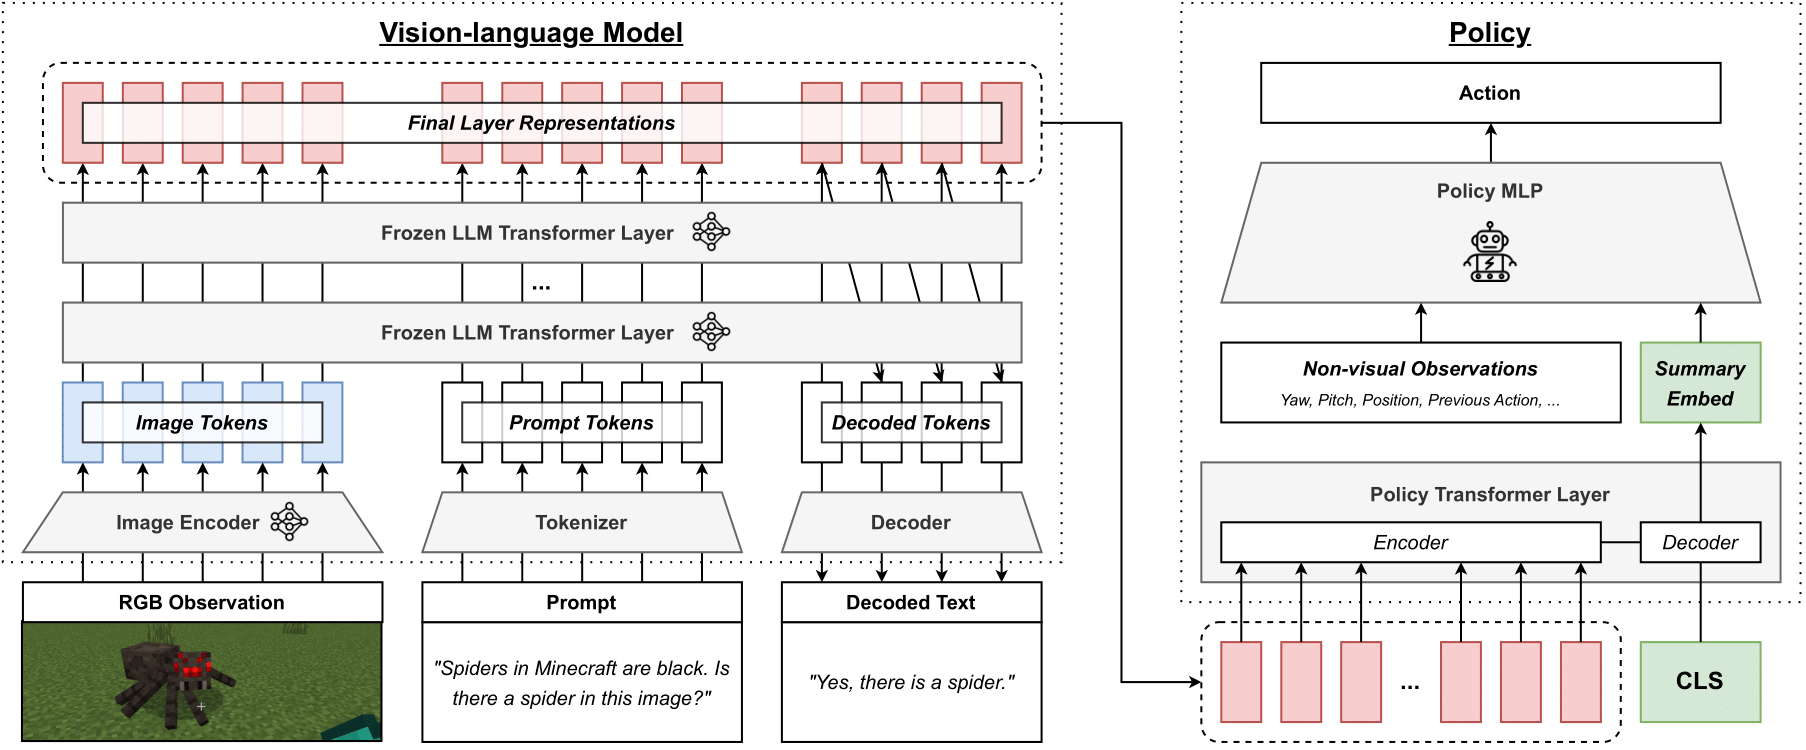 Vision-language Model
Final Layer Representations
Frozen LLM Transformer Layer
...
Frozen LLM Transformer Layer
Image Tokens
Prompt Tokens
Decoded Tokens
Image Encoder
Tokenizer
Decoder
RGB Observation
Prompt
"Spiders in Minecraft are black. Is
there a spider in this image?"
Decoded Text
"Yes, there is a spider."
Policy
Action
Policy MLP
Non-visual Observations
Yaw, Pitch, Position, Previous Action, ...
Summary
Embed
Policy Transformer Layer
Encoder
Decoder
...
CLS